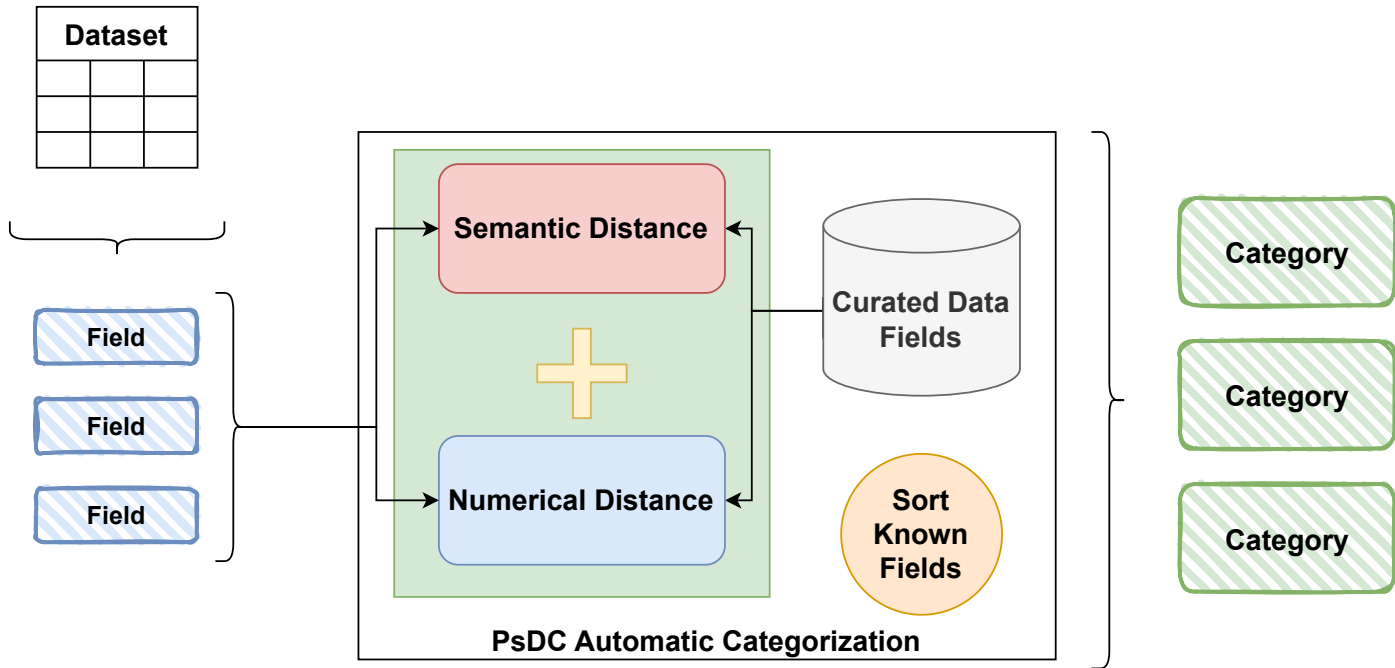 Dataset
Field
Field
Field
Semantic Distance
Numerical Distance
Curated Data
Fields
Sort
Known
Fields
PsDC Automatic Categorization
Category
Category
Category